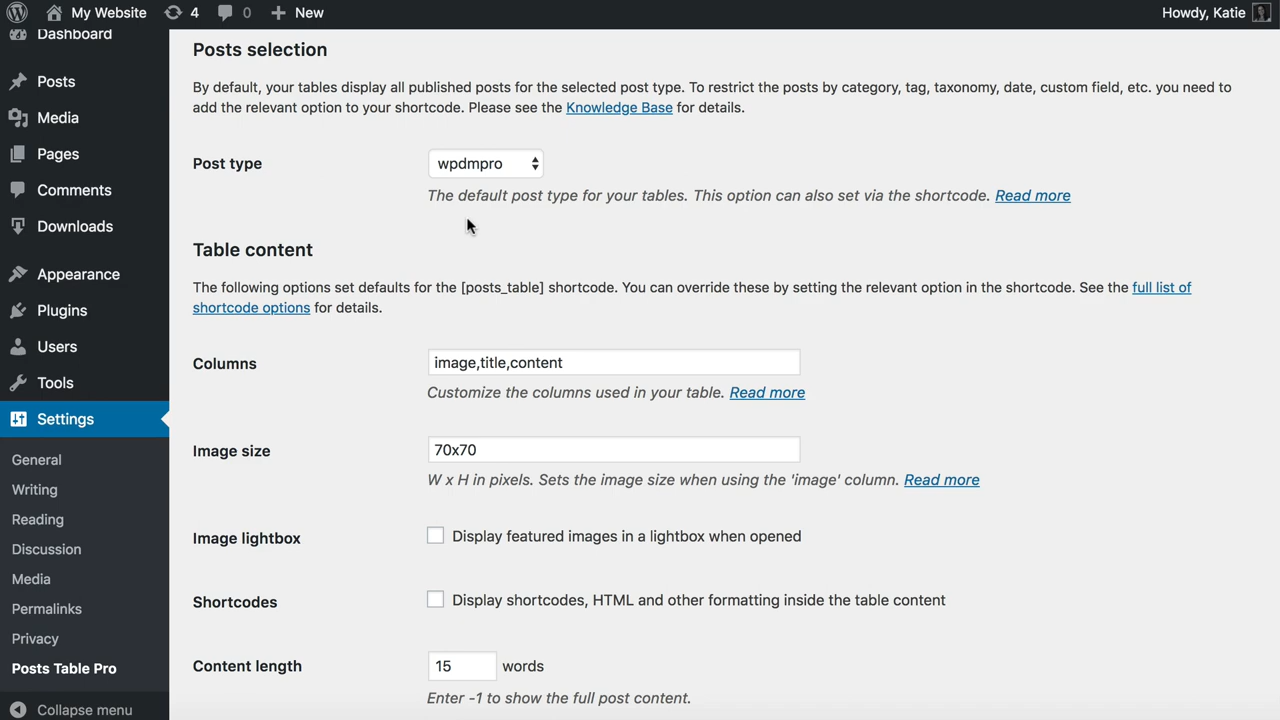 My Website 4 0 New Howdy, Katie
Dashboard
Posts
Media
Pages
Comments
Downloads
Appearance
Plugins
Users
Tools
Settings
General
Writing
Reading
Discussion
Media
Permalinks
Privacy
Posts Table Pro
Collapse menu
Posts selection
By default, your tables display all published posts for the selected post type. To restrict the posts by category, tag, taxonomy, date, custom field, etc. you need to
add the relevant option to your shortcode. Please see the Knowledge Base for details.
Post type wpdmpro
The default post type for your tables. This option can also set via the shortcode. Read more
Table content
The following options set defaults for the [posts_table] shortcode. You can override these by setting the relevant option in the shortcode. See the full list of
shortcode options for details.
Columns image,title,content
Customize the columns used in your table. Read more
Image size 70x70
W x H in pixels. Sets the image size when using the 'image' column. Read more
Image lightbox Display featured images in a lightbox when opened
Shortcodes Display shortcodes, HTML and other formatting inside the table content
Content length 15 words
Enter -1 to show the full post content.